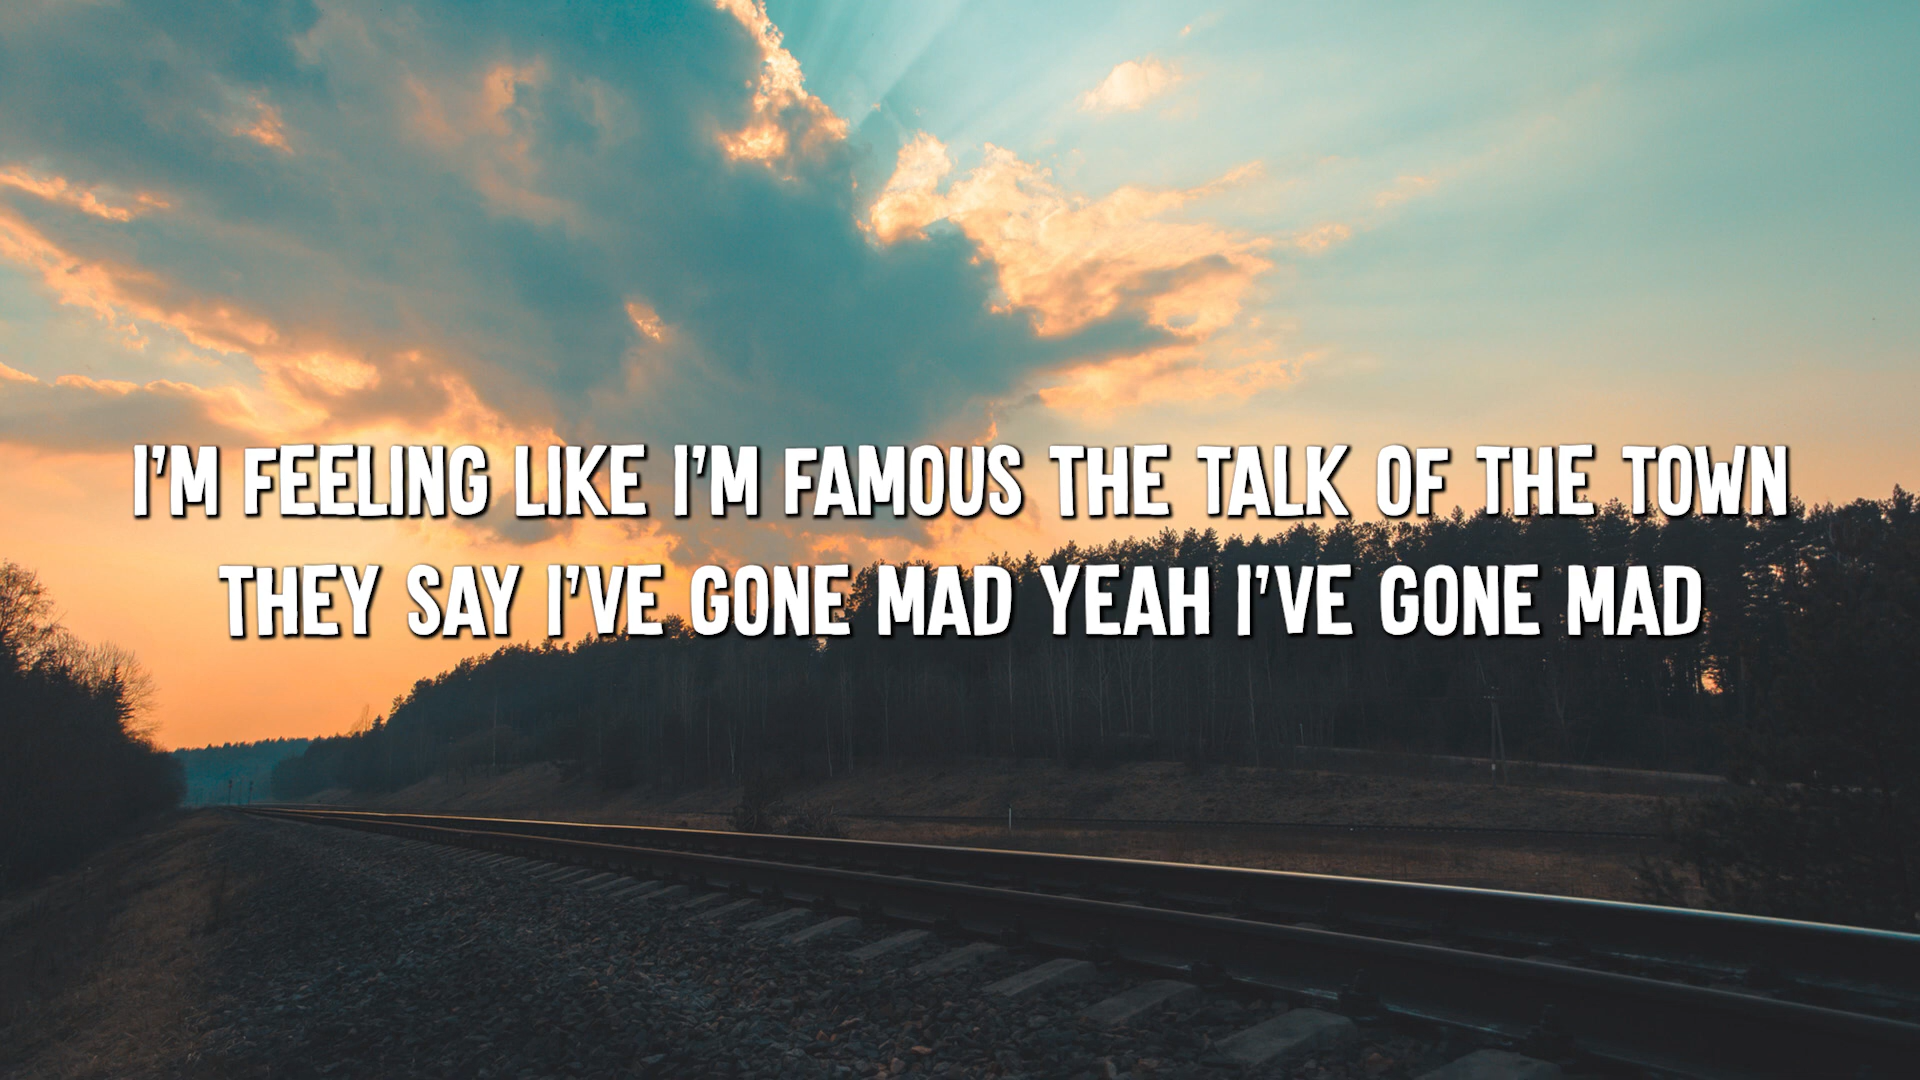 I'M FEELING LIKE I'M FAMOUS THE TALK OF THE TOWN
THEY SAY I'VE GONE MAD YEAH I'VE GONE MAD